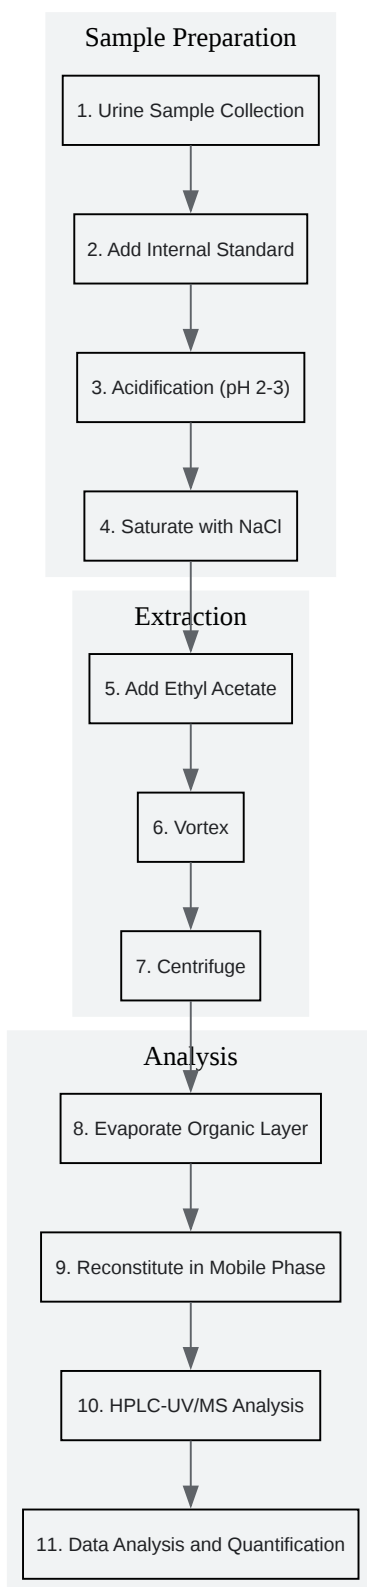 Sample Preparation
1. Urine Sample Collection
2. Add Internal Standard
3. Acidification (pH 2-3)
4. Saturate with NaCl
Extraction
5. Add Ethyl Acetate
6. Vortex
7. Centrifuge
Analysis
8. Evaporate Organic Layer
9. Reconstitute in Mobile Phase
10. HPLC-UV/MS Analysis
11. Data Analysis and Quantification